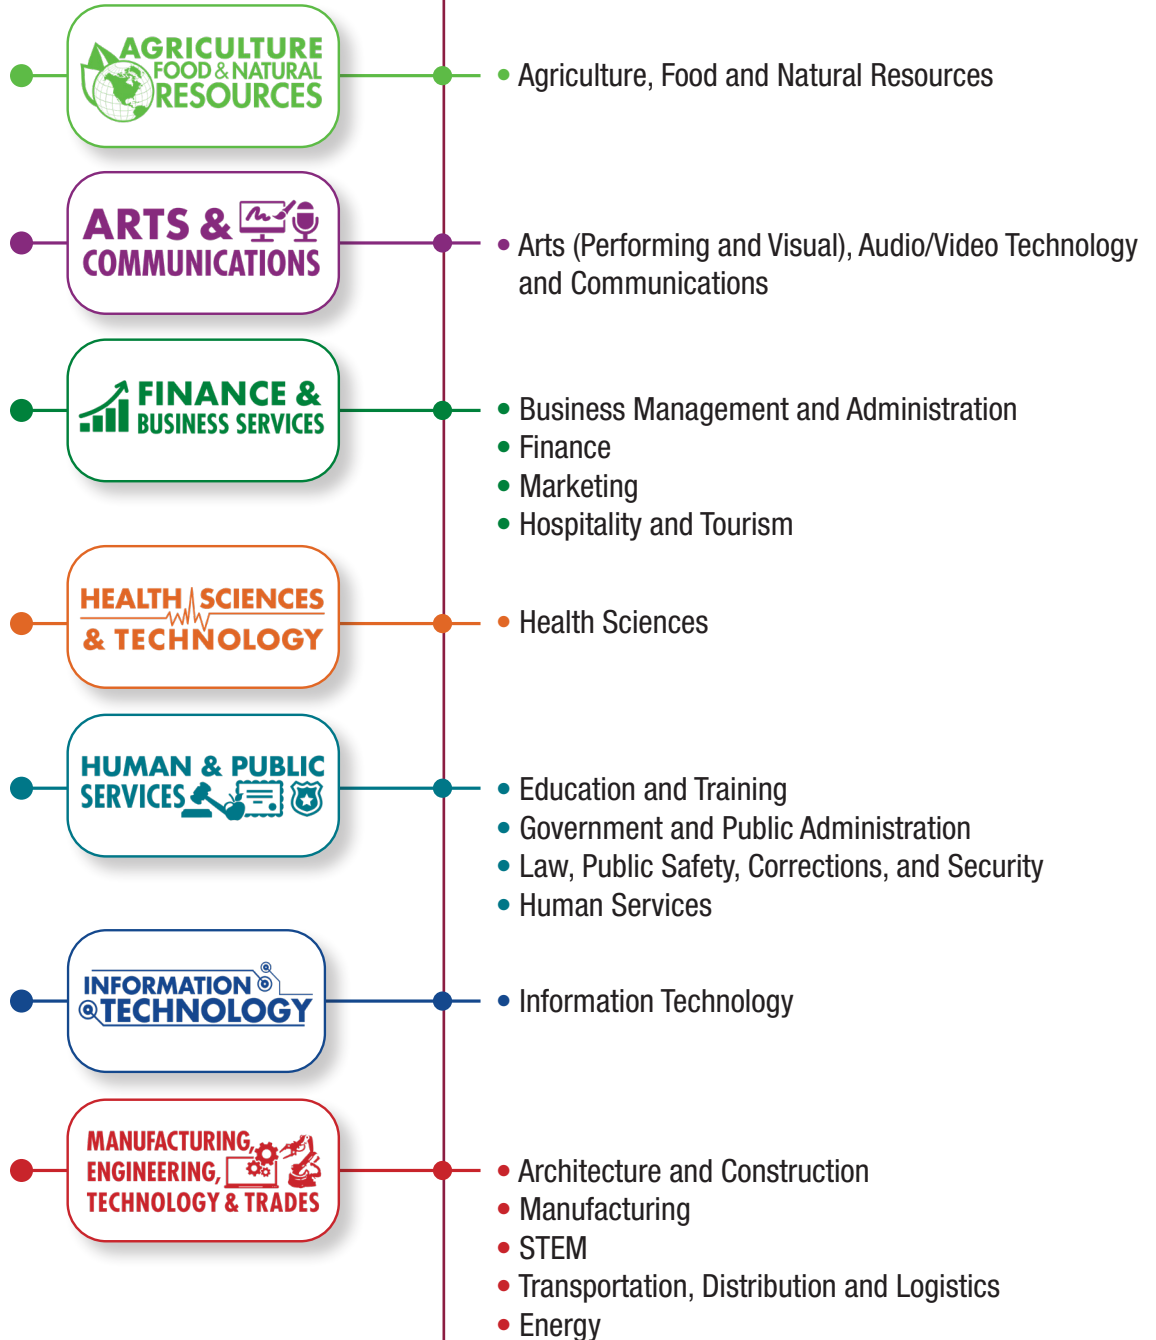 AGRICULTURE
FOOD & NATURAL
RESOURCES
• Agriculture, Food and Natural Resources
ARTS &
COMMUNICATIONS
• Arts (Performing and Visual), Audio/Video Technology
and Communications
FINANCE &
BUSINESS SERVICES
• Business Management and Administration
• Finance
• Marketing
• Hospitality and Tourism
HEALTH SCIENCES
& TECHNOLOGY
• Health Sciences
HUMAN & PUBLIC
SERVICES
• Education and Training
• Government and Public Administration
• Law, Public Safety, Corrections, and Security
• Human Services
INFORMATION
TECHNOLOGY
• Information Technology
MANUFACTURING,
ENGINEERING,
TECHNOLOGY & TRADES
• Architecture and Construction
• Manufacturing
• STEM
• Transportation, Distribution and Logistics
• Energy